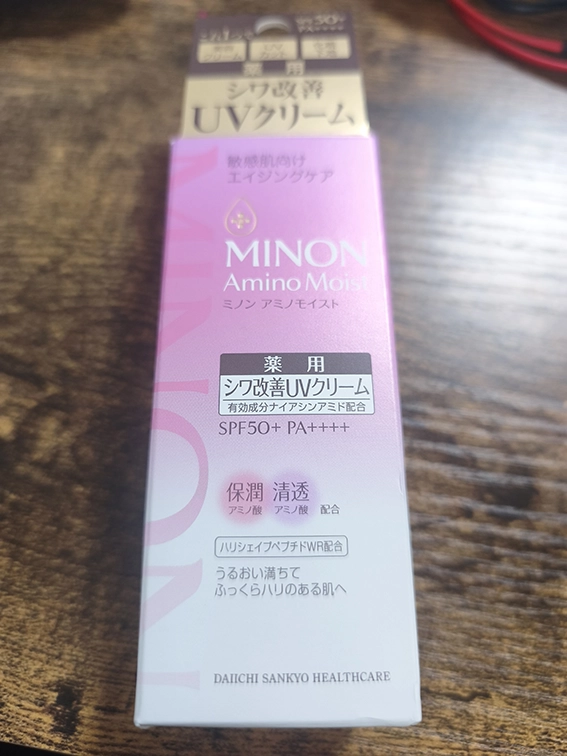 SPF50+
PA++++
薬用
シワ改善
UVクリーム
敏感肌向け
エイジングケア
MINON
MINON
Amino Moist
ミノン アミノモイスト
薬用
シワ改善UVクリーム
有効成分ナイアシンアミド配合
SPF50+ PA++++
保潤 清透
アミノ酸 アミノ酸 配合
ハリシェイプペプチドWR配合
うるおい満ちて
ふっくらハリのある肌へ
DAIICHI SANKYO HEALTHCARE